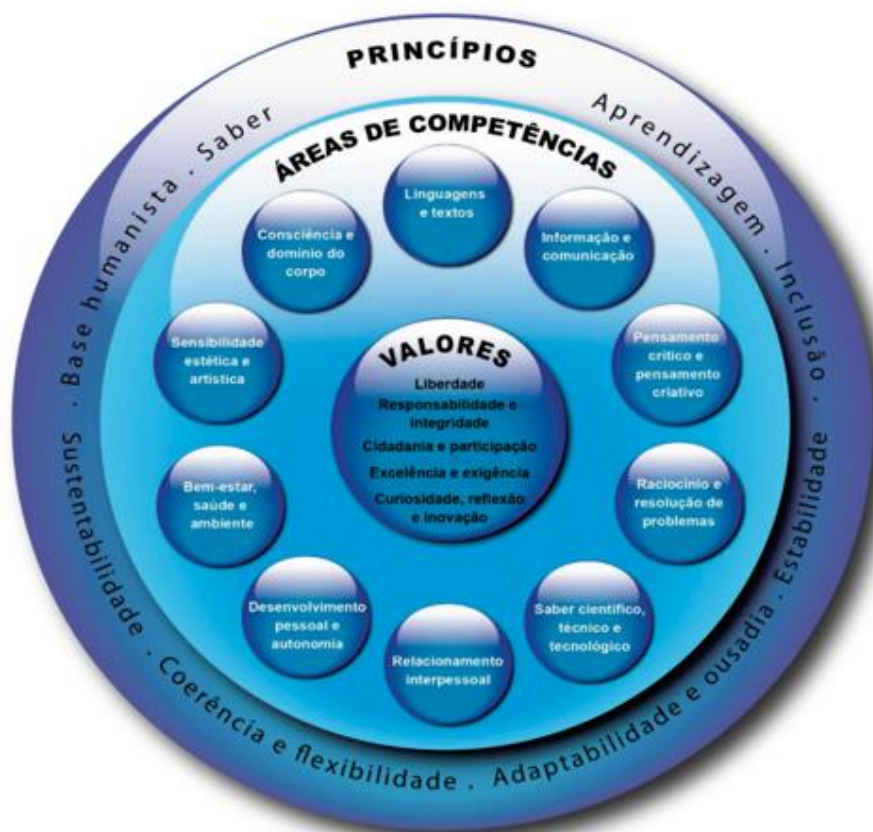 PRINCÍPIOS
Base humanista . Saber
Aprendizagem . Inclusão .
Estabilidade
Adaptabilidade e ousadia .
Coerência e flexibilidade .
Sustentabilidade .
ÁREAS DE COMPETÊNCIAS
Linguagens
e textos
Informação e
comunicação
Pensamento
crítico e
pensamento
criativo
Raciocínio e
resolução de
problemas
Saber científico,
técnico e
tecnológico
Relacionamento
interpessoal
Desenvolvimento
pessoal e
autonomia
Bem-estar,
saúde e
ambiente
Sensibilidade
estética e
artística
Consciência e
domínio do
corpo
VALORES
Liberdade
Responsabilidade e
integridade
Cidadania e participação
Excelência e exigência
Curiosidade, reflexão
e inovação